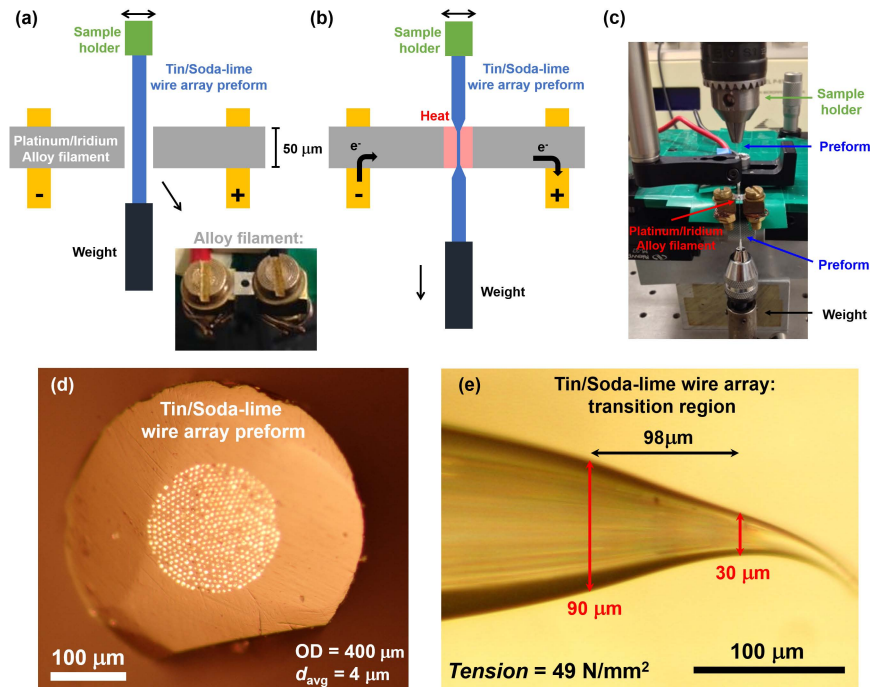 (a)
Sample
holder
Tin/Soda-lime
wire array preform
Platinum/Iridium
Alloy filament
50 μm
-
+
Weight
Alloy filament:
(b)
Sample
holder
Tin/Soda-lime
wire array preform
Heat
e-
e-
-
+
Weight
(c)
Sample
holder
Preform
Platinum/Iridium
Alloy filament
Preform
Weight
(d)
Tin/Soda-lime
wire array preform
100 μm
OD = 400 μm
davg = 4 μm
(e)
Tin/Soda-lime wire array:
transition region
98μm
30 μm
90 μm
Tension = 49 N/mm²
100 μm